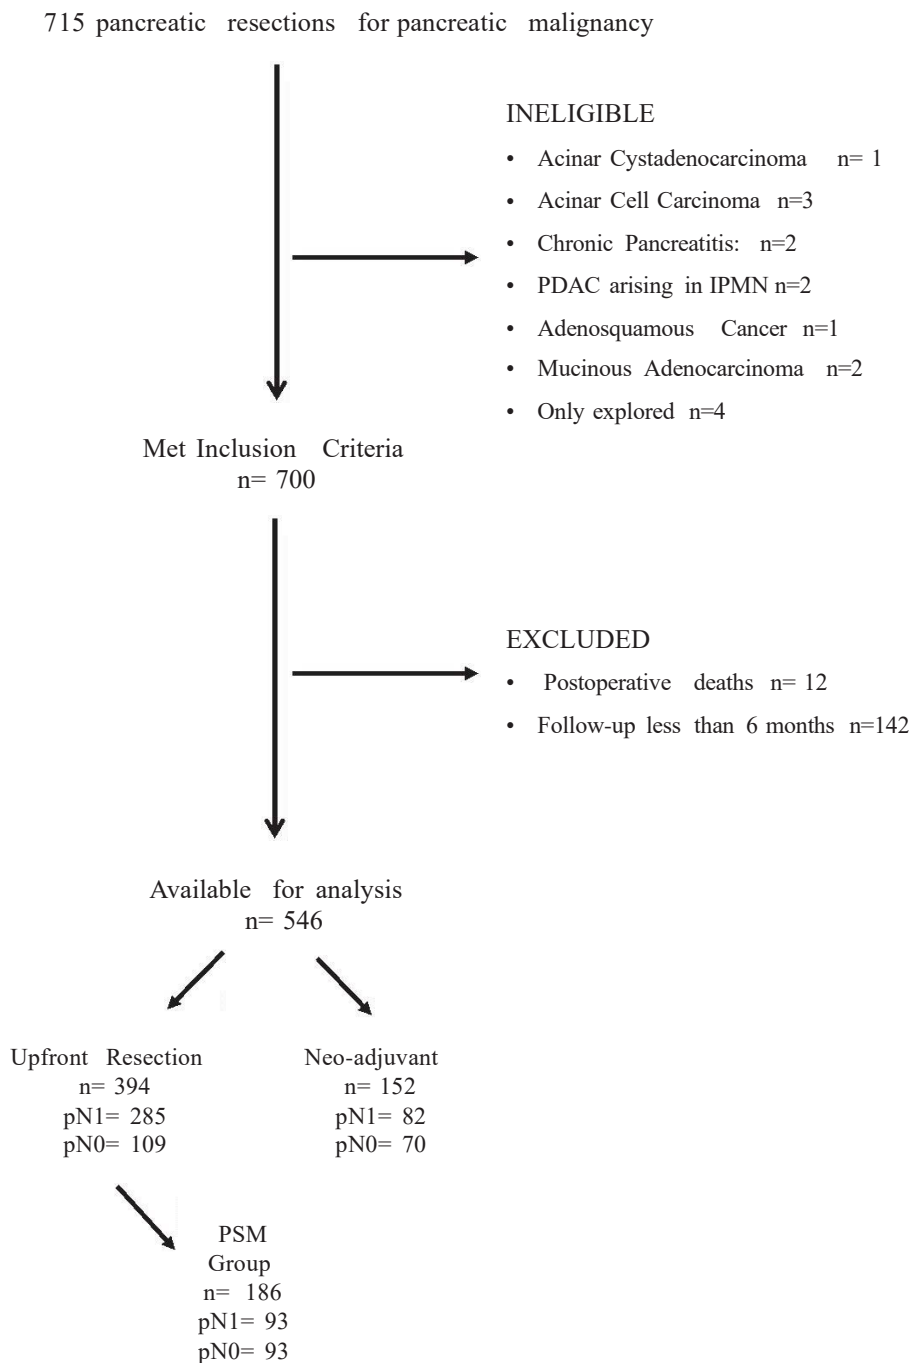 715 pancreatic resections for pancreatic malignancy
INELIGIBLE
• Acinar Cystadenocarcinoma n= 1
• Acinar Cell Carcinoma n=3
• Chronic Pancreatitis: n=2
• PDAC arising in IPMN n=2
• Adenosquamous Cancer n=1
• Mucinous Adenocarcinoma n=2
• Only explored n=4
Met Inclusion Criteria
n= 700
EXCLUDED
• Postoperative deaths n= 12
• Follow-up less than 6 months n=142
Available for analysis
n= 546
Upfront Resection
n= 394
pN1= 285
pN0= 109
Neo-adjuvant
n= 152
pN1= 82
pN0= 70
PSM
Group
n= 186
pN1= 93
pN0= 93